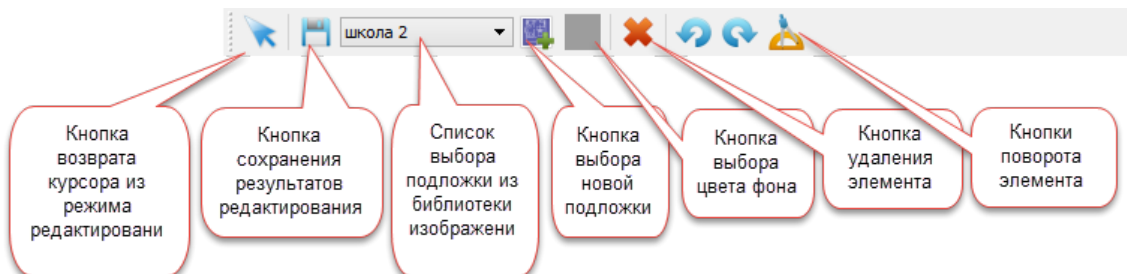 школа 2
Кнопка
возврата
курсора из
режима
редактировани
Кнопка
сохранения
результатов
редактирования
Список
выбора
подложки из
библиотеки
изображени
Кнопка
выбора
новой
подложки
Кнопка
выбора
цвета фона
Кнопка
удаления
элемента
Кнопки
поворота
элемента